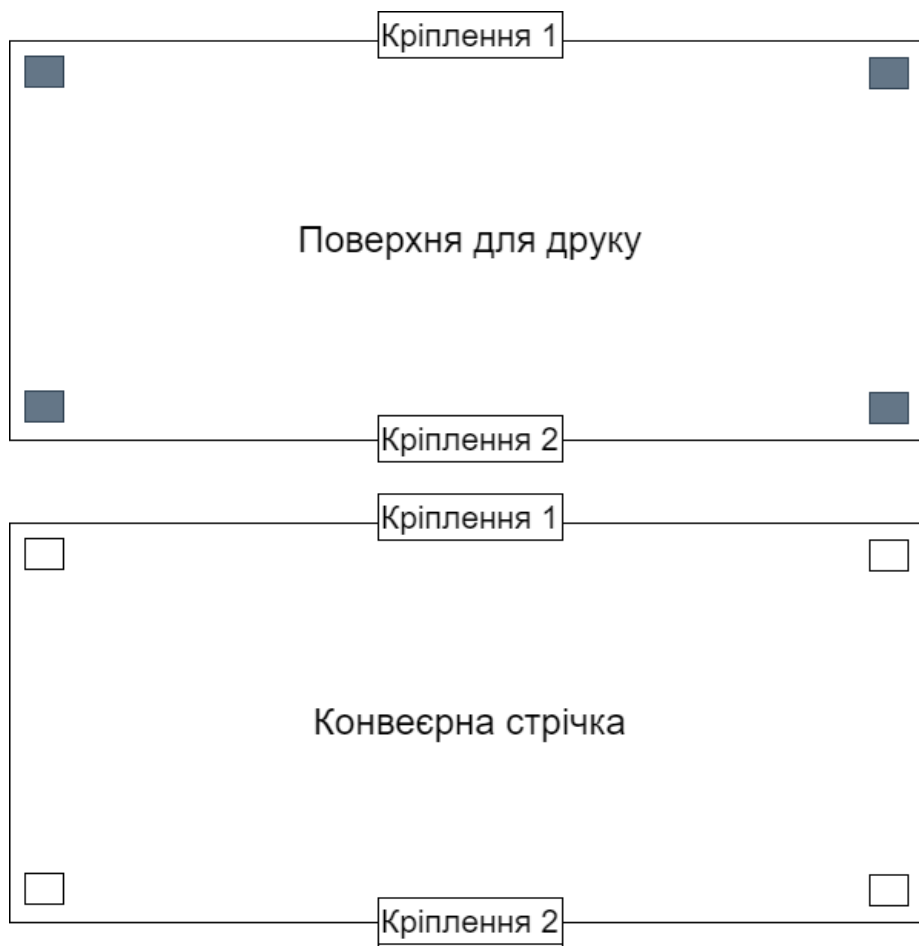 Кріплення 1
Поверхня для друку
Кріплення 2
Кріплення 1
Конвеєрна стрічка
Кріплення 2